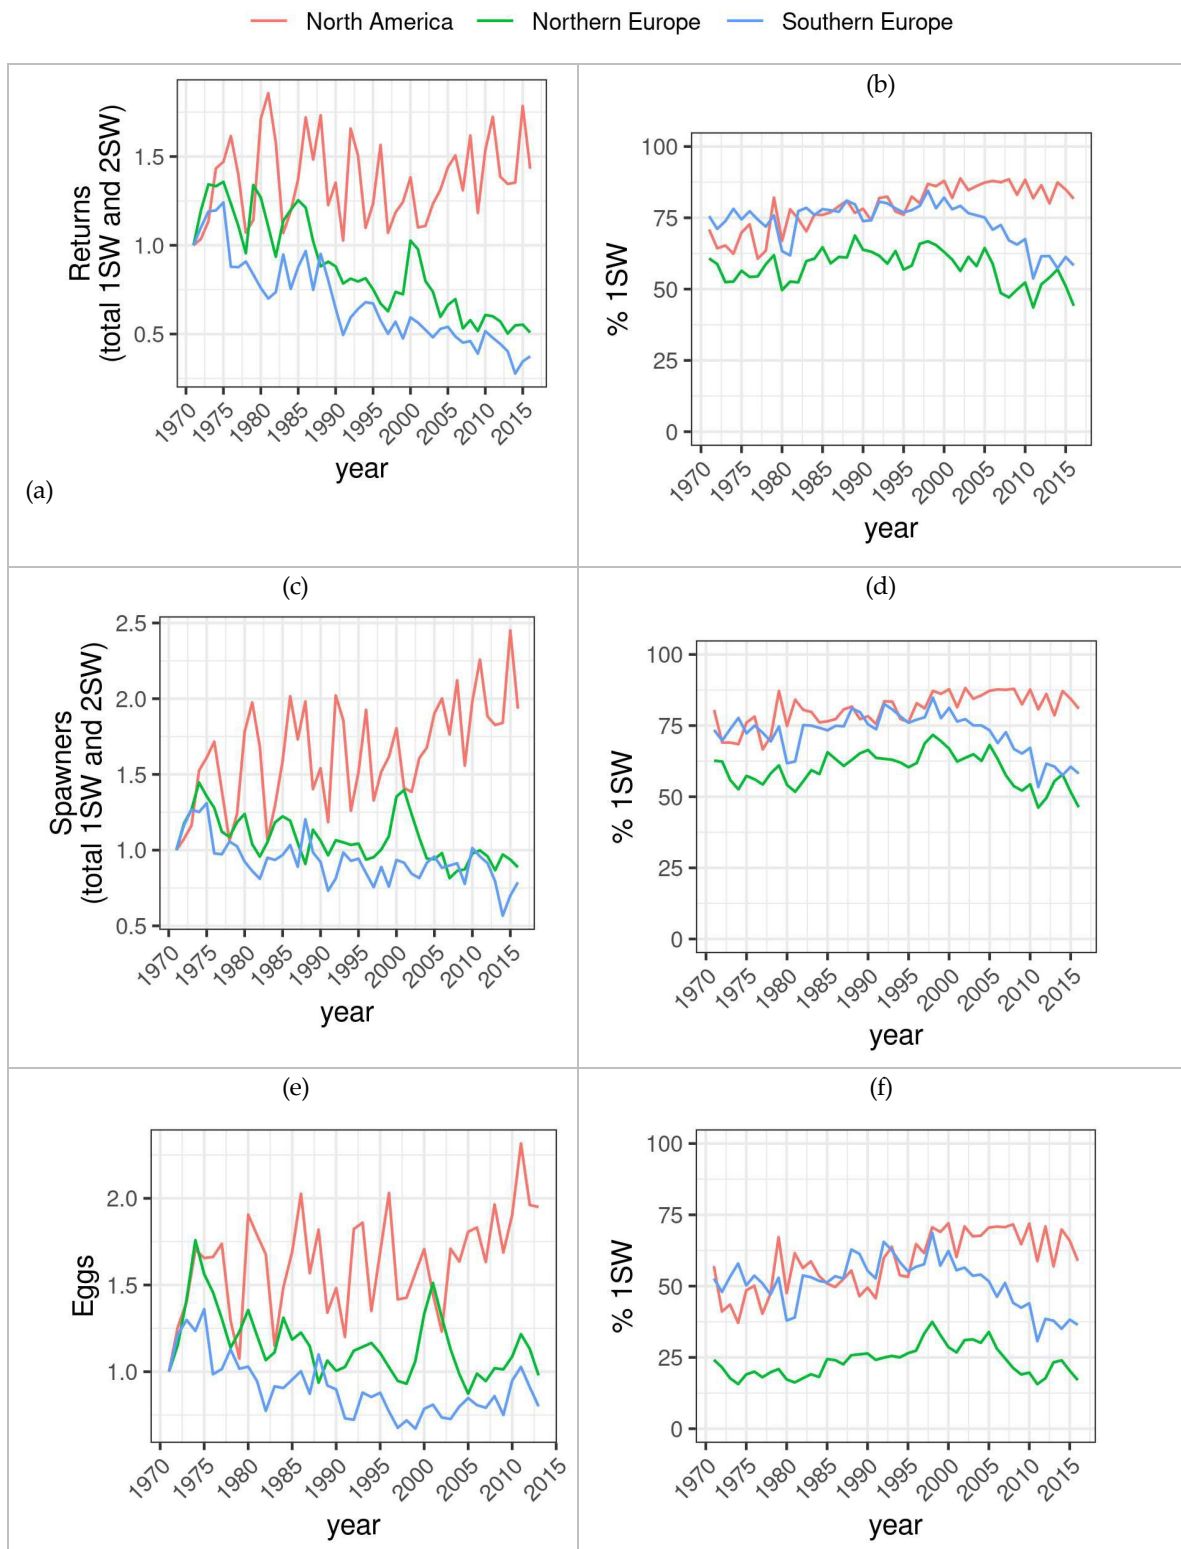 North America Northern Europe Southern Europe
Returns
(total 1SW and 2SW)
1.5
1.0
0.5
1970 1975 1980 1985 1990 1995 2000 2005 2010 2015
year
(a)
(b)
% 1SW
100
75
50
25
0
1970 1975 1980 1985 1990 1995 2000 2005 2010 2015
year
(c)
Spawners
(total 1SW and 2SW)
2.5
2.0
1.5
1.0
0.5
1970 1975 1980 1985 1990 1995 2000 2005 2010 2015
year
(d)
% 1SW
100
75
50
25
0
1970 1975 1980 1985 1990 1995 2000 2005 2010 2015
year
(e)
Eggs
2.0
1.5
1.0
1970 1975 1980 1985 1990 1995 2000 2005 2010 2015
year
(f)
% 1SW
100
75
50
25
0
1970 1975 1980 1985 1990 1995 2000 2005 2010 2015
year